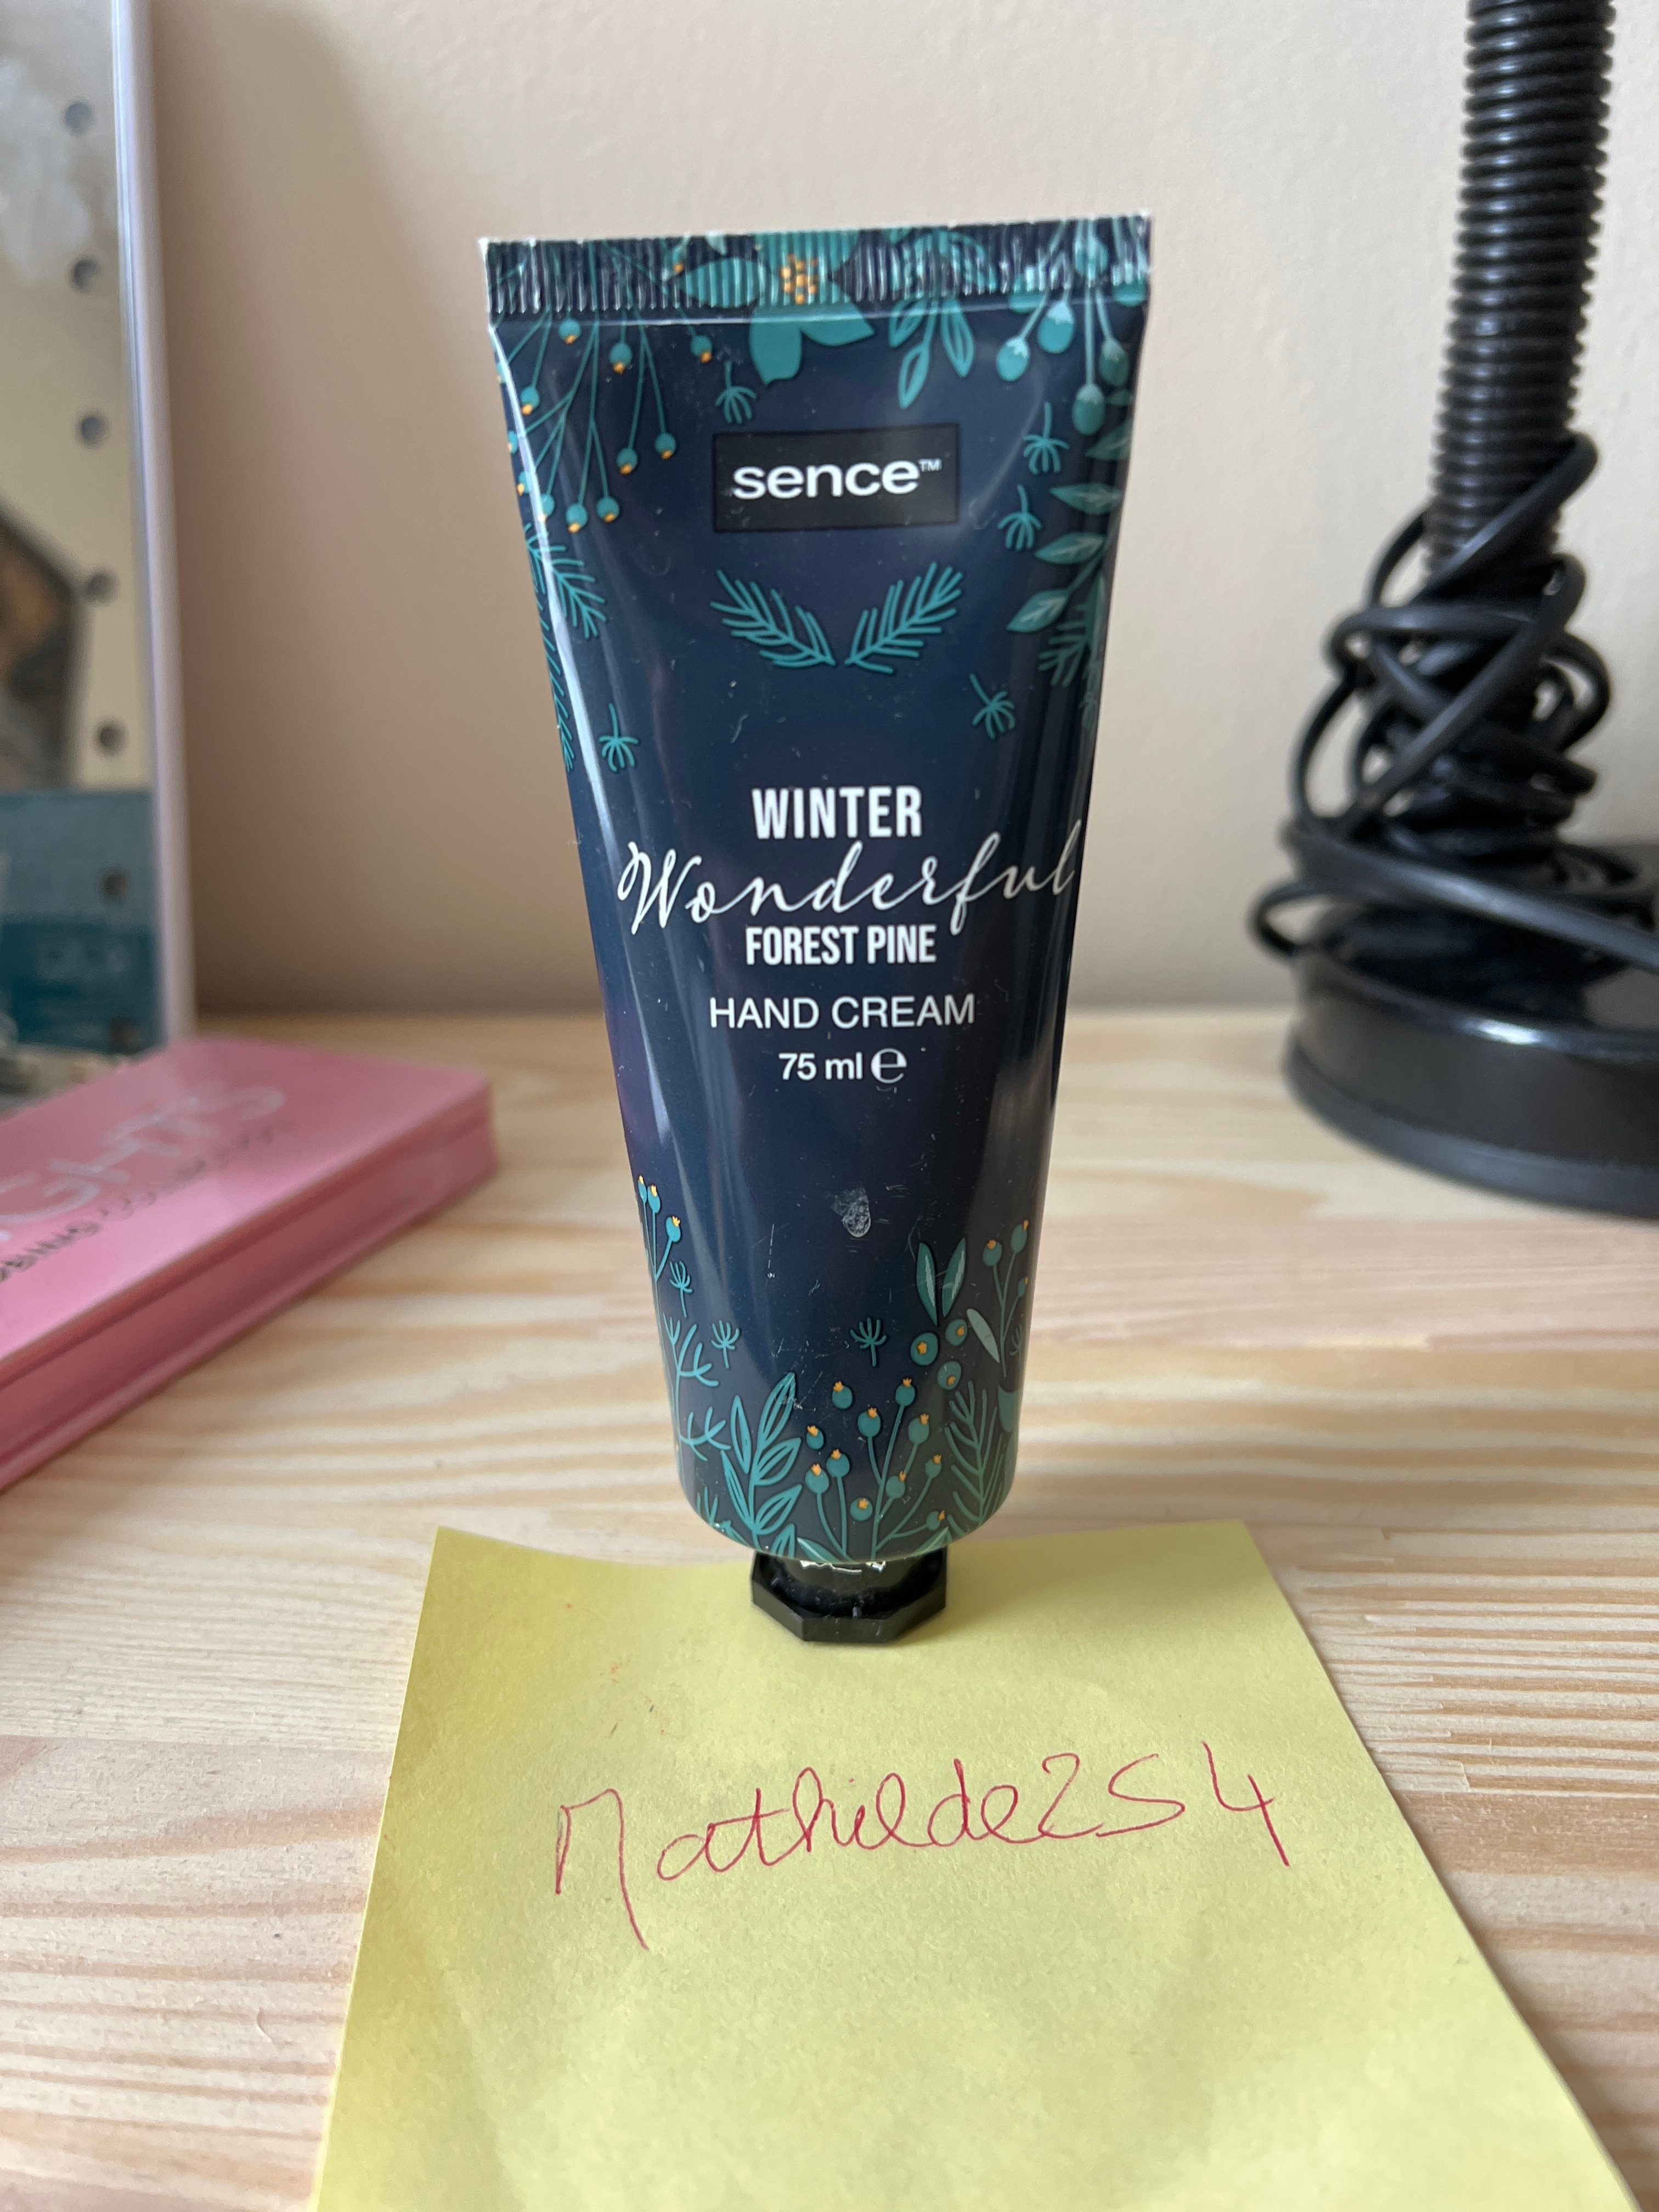 sence™
WINTER
Wonderful
FOREST PINE
HAND CREAM
75 ml ℮
Mathilde254